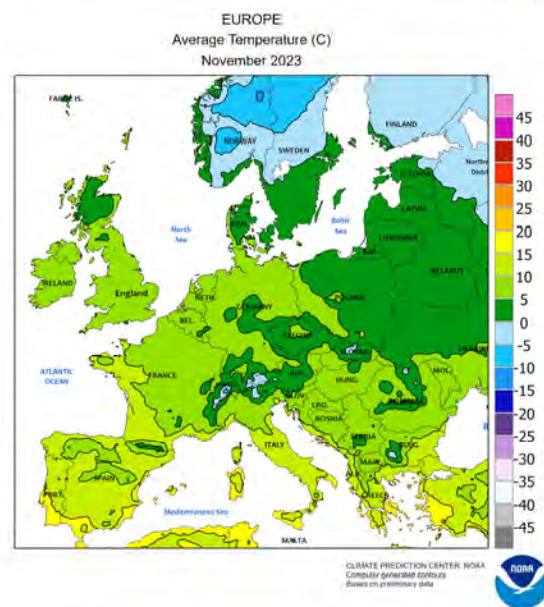 EUROPE
Average Temperature (C)
November 2023
FAROE IS.
FINLAND
NORWAY
SWEDEN
ESTONIA
LATVIA
North
Sea
Baltic
Sea
DEN.
BELARUS
IRELAND
England
NETH.
GERMANY
POLAND
BEL.
ATLANTIC
OCEAN
FRANCE
HUNG.
MOL.
CRO.
BOSNIA
ITALY
SERBIA
BULG.
SPAIN
PORT.
GREECE
Mediterranean Sea
MALTA
45
40
35
30
25
20
15
10
5
0
-5
-10
-15
-20
-25
-30
-35
-40
-45
CLIMATE PREDICTION CENTER, NOAA
Computer generated contours
Based on preliminary data
NOAA